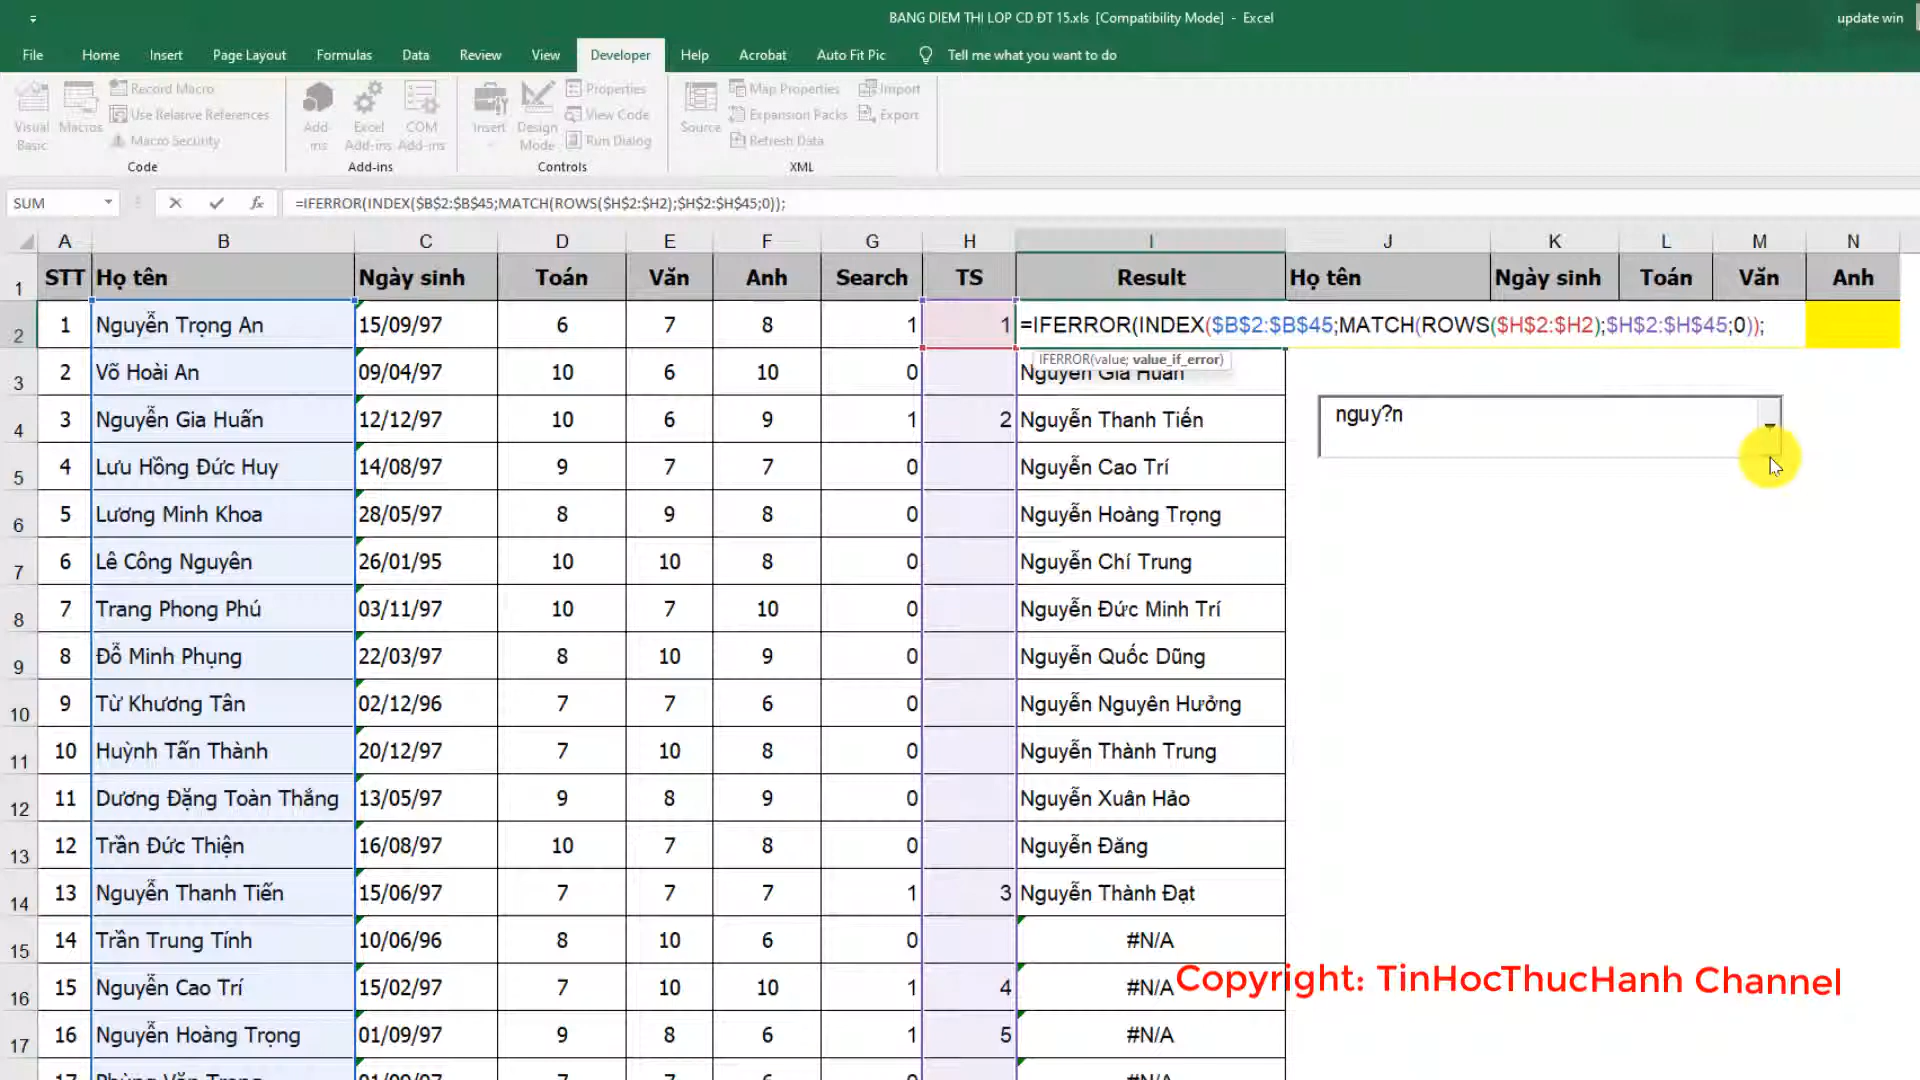 BANG DIEM THI LOP CD ĐT 15.xls [Compatibility Mode] - Excel
update win
File Home Insert Page Layout Formulas Data Review View Developer Help Acrobat Auto Fit Pic Tell me what you want to do
Visual Basic
Macros
Record Macro
Use Relative References
Macro Security
Code
Add-ins
Excel Add-ins
COM Add-ins
Add-ins
Insert
Design Mode
Properties
View Code
Run Dialog
Controls
Source
Map Properties
Expansion Packs
Refresh Data
Import
Export
XML
SUM
fx
=IFERROR(INDEX($B$2:$B$45;MATCH(ROWS($H$2:$H2);$H$2:$H$45;0));
A B C D E F G H I J K L M N
1 STT Họ tên Ngày sinh Toán Văn Anh Search TS Result Họ tên Ngày sinh Toán Văn Anh
2 1 Nguyễn Trọng An 15/09/97 6 7 8 1 1 =IFERROR(INDEX($B$2:$B$45;MATCH(ROWS($H$2:$H2);$H$2:$H$45;0));
IFERROR(value; value_if_error)
3 2 Võ Hoài An 09/04/97 10 6 10 0 Nguyễn Gia Huấn
4 3 Nguyễn Gia Huấn 12/12/97 10 6 9 1 2 Nguyễn Thanh Tiến
nguy?n
5 4 Lưu Hồng Đức Huy 14/08/97 9 7 7 0 Nguyễn Cao Trí
6 5 Lương Minh Khoa 28/05/97 8 9 8 0 Nguyễn Hoàng Trọng
7 6 Lê Công Nguyên 26/01/95 10 10 8 0 Nguyễn Chí Trung
8 7 Trang Phong Phú 03/11/97 10 7 10 0 Nguyễn Đức Minh Trí
9 8 Đỗ Minh Phụng 22/03/97 8 10 9 0 Nguyễn Quốc Dũng
10 9 Từ Khương Tân 02/12/96 7 7 6 0 Nguyễn Nguyên Hưởng
11 10 Huỳnh Tấn Thành 20/12/97 7 10 8 0 Nguyễn Thành Trung
12 11 Dương Đặng Toàn Thắng 13/05/97 9 8 9 0 Nguyễn Xuân Hảo
13 12 Trần Đức Thiện 16/08/97 10 7 8 0 Nguyễn Đăng
14 13 Nguyễn Thanh Tiến 15/06/97 7 7 7 1 3 Nguyễn Thành Đạt
15 14 Trần Trung Tính 10/06/96 8 10 6 0 #N/A
16 15 Nguyễn Cao Trí 15/02/97 7 10 10 1 4 #N/A
Copyright: TinHocThucHanh Channel
17 16 Nguyễn Hoàng Trọng 01/09/97 9 8 6 1 5 #N/A